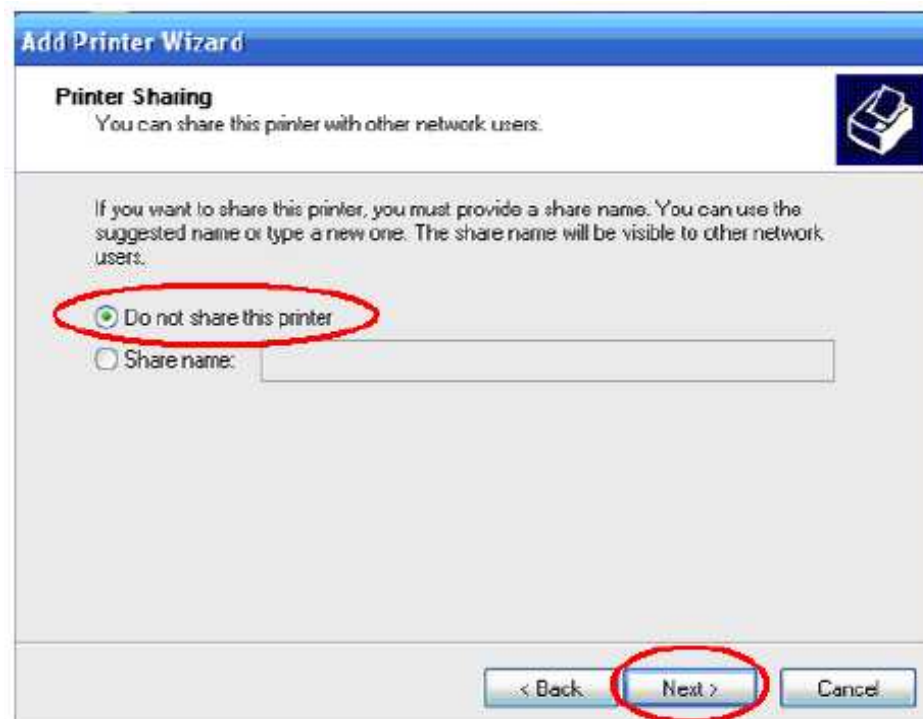 Add Printer Wizard
Printer Sharing
You can share this printer with other network users.
If you want to share this printer, you must provide a share name. You can use the
suggested name or type a new one. The share name will be visible to other network
users.
Do not share this printer
Share name:
< Back
Next >
Cancel